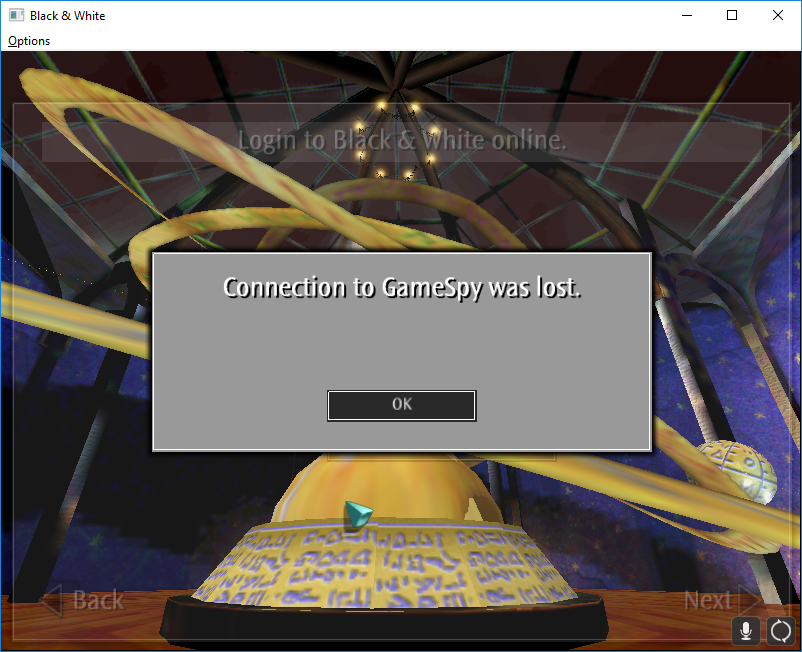 Black & White
Options
Login to Black & White online.
Connection to GameSpy was lost.
OK
Back
Next